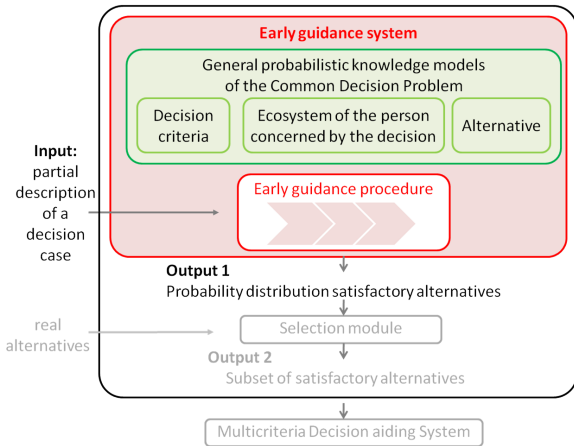 Early guidance system
General probabilistic knowledge models
of the Common Decision Problem
Decision
criteria
Ecosystem of the person
concerned by the decision
Alternative
Input:
partial
description
of a
decision
case
Early guidance procedure
Output 1
Probability distribution satisfactory alternatives
real
alternatives
Selection module
Output 2
Subset of satisfactory alternatives
Multicriteria Decision aiding System